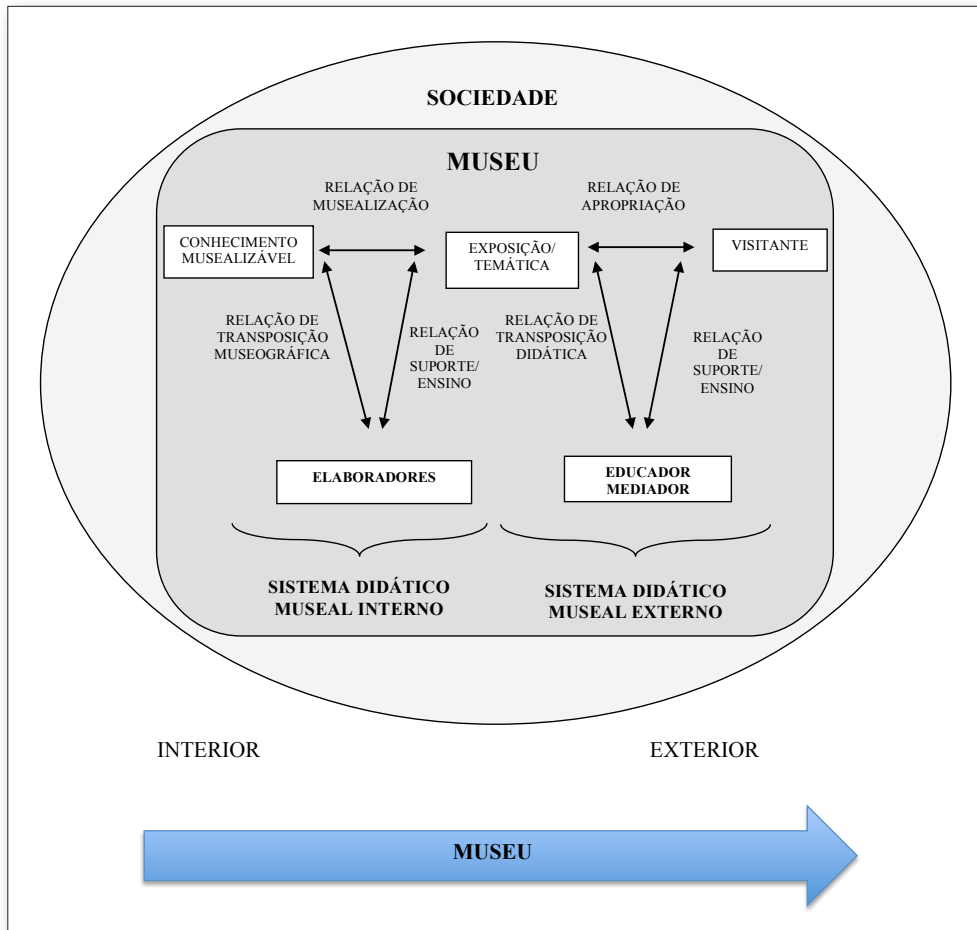 SOCIEDADE
MUSEU
RELAÇÃO DE
MUSEALIZAÇÃO
RELAÇÃO DE
APROPRIAÇÃO
CONHECIMENTO
MUSEALIZÁVEL
EXPOSIÇÃO/
TEMÁTICA
VISITANTE
RELAÇÃO DE
TRANSPOSIÇÃO
MUSEOGRÁFICA
RELAÇÃO
DE
SUPORTE/
ENSINO
RELAÇÃO DE
TRANSPOSIÇÃO
DIDÁTICA
RELAÇÃO
DE
SUPORTE/
ENSINO
ELABORADORES
EDUCADOR
MEDIADOR
SISTEMA DIDÁTICO
MUSEAL INTERNO
SISTEMA DIDÁTICO
MUSEAL EXTERNO
INTERIOR
EXTERIOR
MUSEU